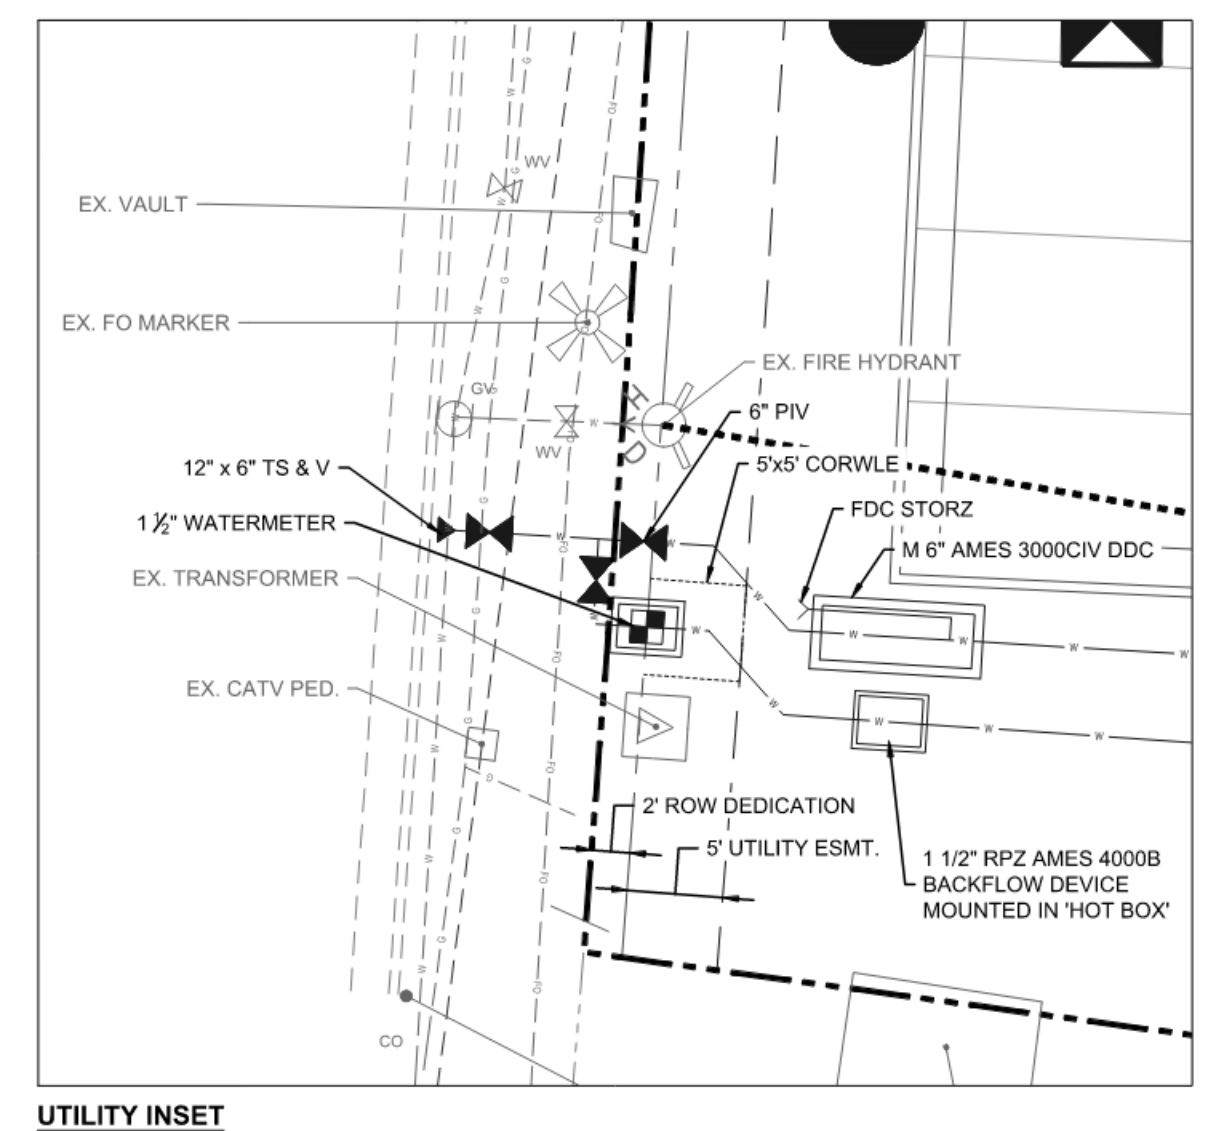 WV
EX. VAULT
EX. FO MARKER
EX. FIRE HYDRANT
GV
HYD
6" PIV
WV
12" x 6" TS & V
5'x5' CORWLE
FDC STORZ
1 ½" WATERMETER
M 6" AMES 3000CIV DDC
EX. TRANSFORMER
EX. CATV PED.
2' ROW DEDICATION
5' UTILITY ESMT.
1 1/2" RPZ AMES 4000B
BACKFLOW DEVICE
MOUNTED IN 'HOT BOX'
CO
UTILITY INSET